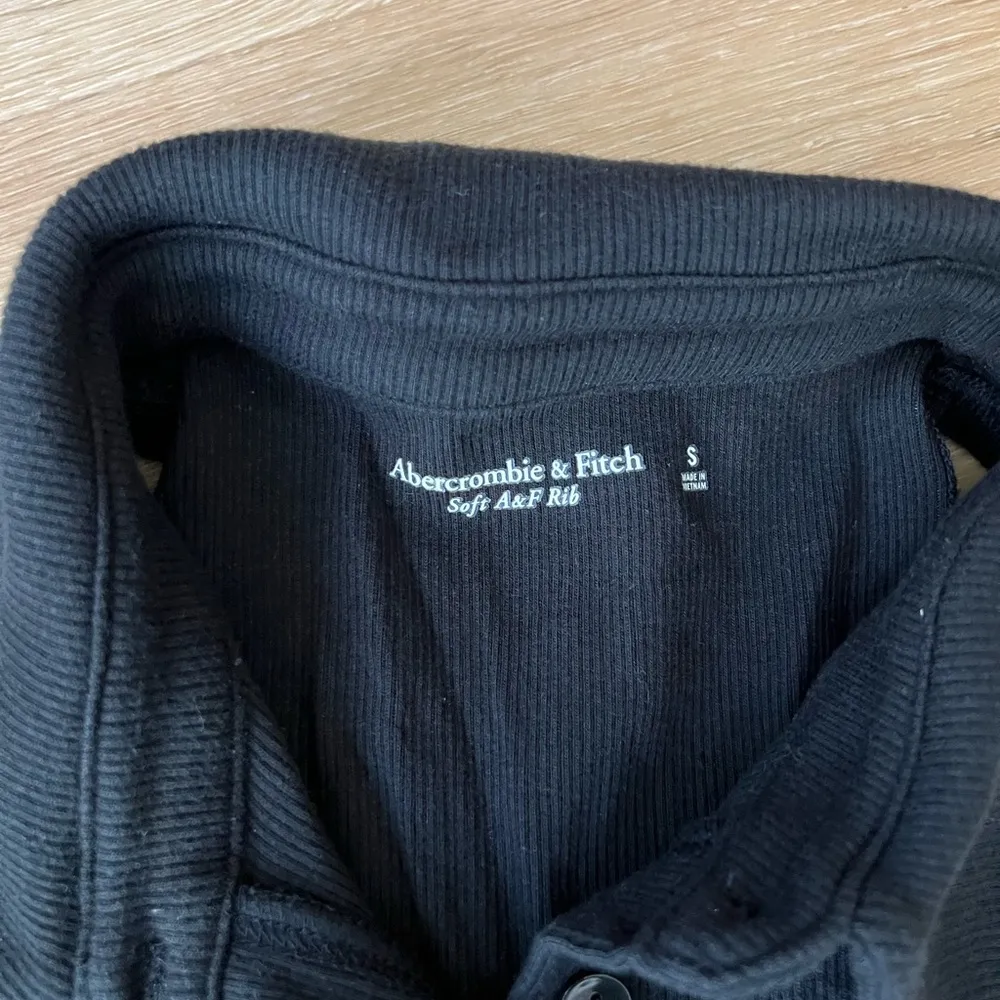 Abercrombie & Fitch
Soft A&F Rib
S
MADE IN
VIETNAM